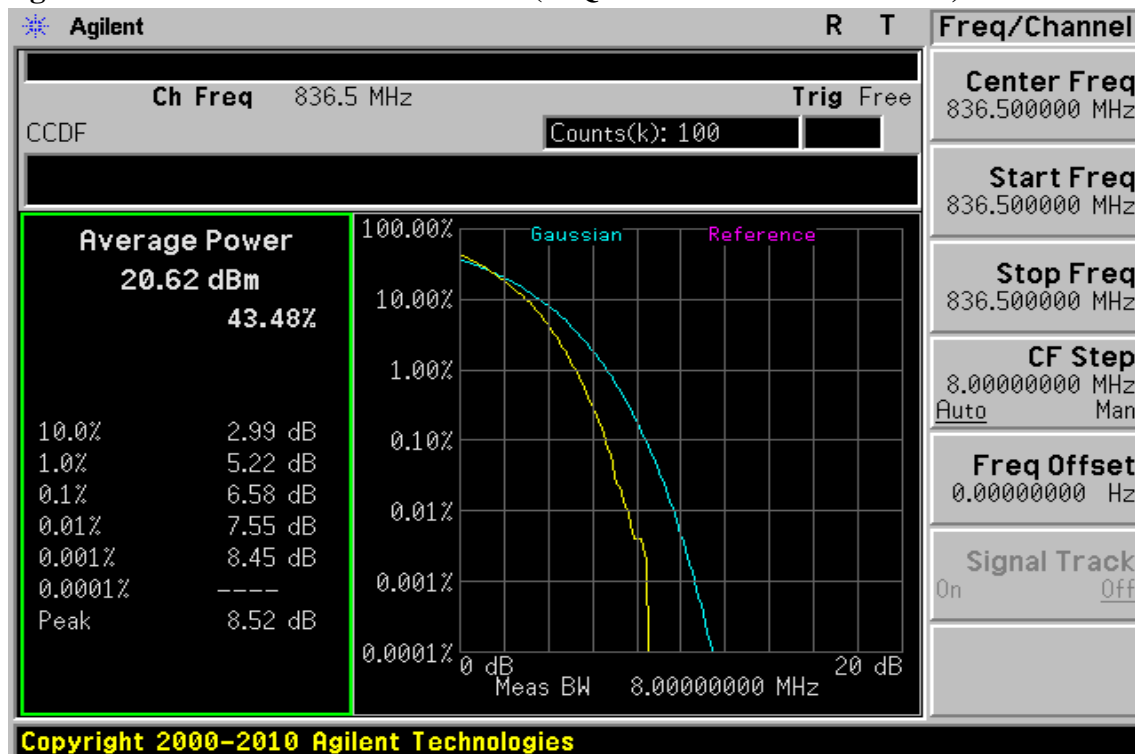 Agilent R T Freq/Channel
Ch Freq 836.5 MHz Trig Free
CCDF Counts(k): 100
Center Freq
836.500000 MHz
Start Freq
836.500000 MHz
Stop Freq
836.500000 MHz
CF Step
8.00000000 MHz
Auto Man
Freq Offset
0.00000000 Hz
Signal Track
On Off
Average Power
20.62 dBm
43.48%
10.0% 2.99 dB
1.0% 5.22 dB
0.1% 6.58 dB
0.01% 7.55 dB
0.001% 8.45 dB
0.0001% ----
Peak 8.52 dB
100.00% Gaussian Reference
10.00%
1.00%
0.10%
0.01%
0.001%
0.0001%
0 dB 20 dB
Meas BW 8.00000000 MHz
Copyright 2000-2010 Agilent Technologies